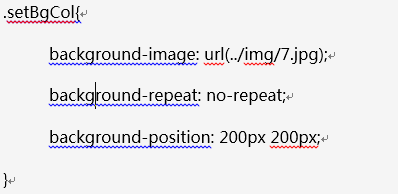 .setBgCol{
background-image: url(../img/7.jpg);
background-repeat: no-repeat;
background-position: 200px 200px;
}